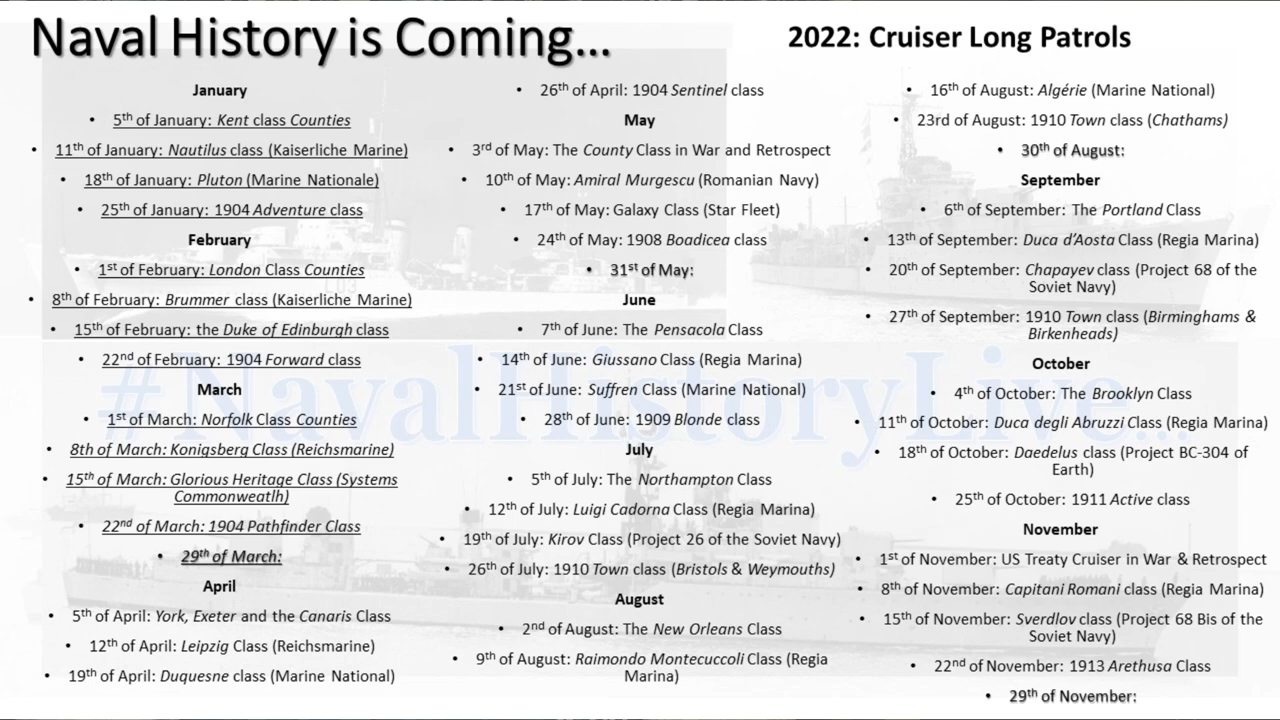 Naval History is Coming...
2022: Cruiser Long Patrols
January
• 5th of January: Kent class Counties
• 11th of January: Nautilus class (Kaiserliche Marine)
• 18th of January: Pluton (Marine Nationale)
• 25th of January: 1904 Adventure class
February
• 1st of February: London Class Counties
• 8th of February: Brummer class (Kaiserliche Marine)
• 15th of February: the Duke of Edinburgh class
• 22nd of February: 1904 Forward class
March
• 1st of March: Norfolk Class Counties
• 8th of March: Konigsberg Class (Reichsmarine)
• 15th of March: Glorious Heritage Class (Systems
Commonweatlh)
• 22nd of March: 1904 Pathfinder Class
• 29th of March:
April
• 5th of April: York, Exeter and the Canaris Class
• 12th of April: Leipzig Class (Reichsmarine)
• 19th of April: Duquesne class (Marine National)
• 26th of April: 1904 Sentinel class
May
• 3rd of May: The County Class in War and Retrospect
• 10th of May: Amiral Murgescu (Romanian Navy)
• 17th of May: Galaxy Class (Star Fleet)
• 24th of May: 1908 Boadicea class
• 31st of May:
June
• 7th of June: The Pensacola Class
• 14th of June: Giussano Class (Regia Marina)
• 21st of June: Suffren Class (Marine National)
• 28th of June: 1909 Blonde class
July
• 5th of July: The Northampton Class
• 12th of July: Luigi Cadorna Class (Regia Marina)
• 19th of July: Kirov Class (Project 26 of the Soviet Navy)
• 26th of July: 1910 Town class (Bristols & Weymouths)
August
• 2nd of August: The New Orleans Class
• 9th of August: Raimondo Montecuccoli Class (Regia
Marina)
• 16th of August: Algérie (Marine National)
• 23rd of August: 1910 Town class (Chathams)
• 30th of August:
September
• 6th of September: The Portland Class
• 13th of September: Duca d'Aosta Class (Regia Marina)
• 20th of September: Chapayev class (Project 68 of the
Soviet Navy)
• 27th of September: 1910 Town class (Birminghams &
Birkenheads)
October
• 4th of October: The Brooklyn Class
• 11th of October: Duca degli Abruzzi Class (Regia Marina)
• 18th of October: Daedelus class (Project BC-304 of
Earth)
• 25th of October: 1911 Active class
November
• 1st of November: US Treaty Cruiser in War & Retrospect
• 8th of November: Capitani Romani class (Regia Marina)
• 15th of November: Sverdlov class (Project 68 Bis of the
Soviet Navy)
• 22nd of November: 1913 Arethusa Class
• 29th of November:
#NavalHistoryLive...